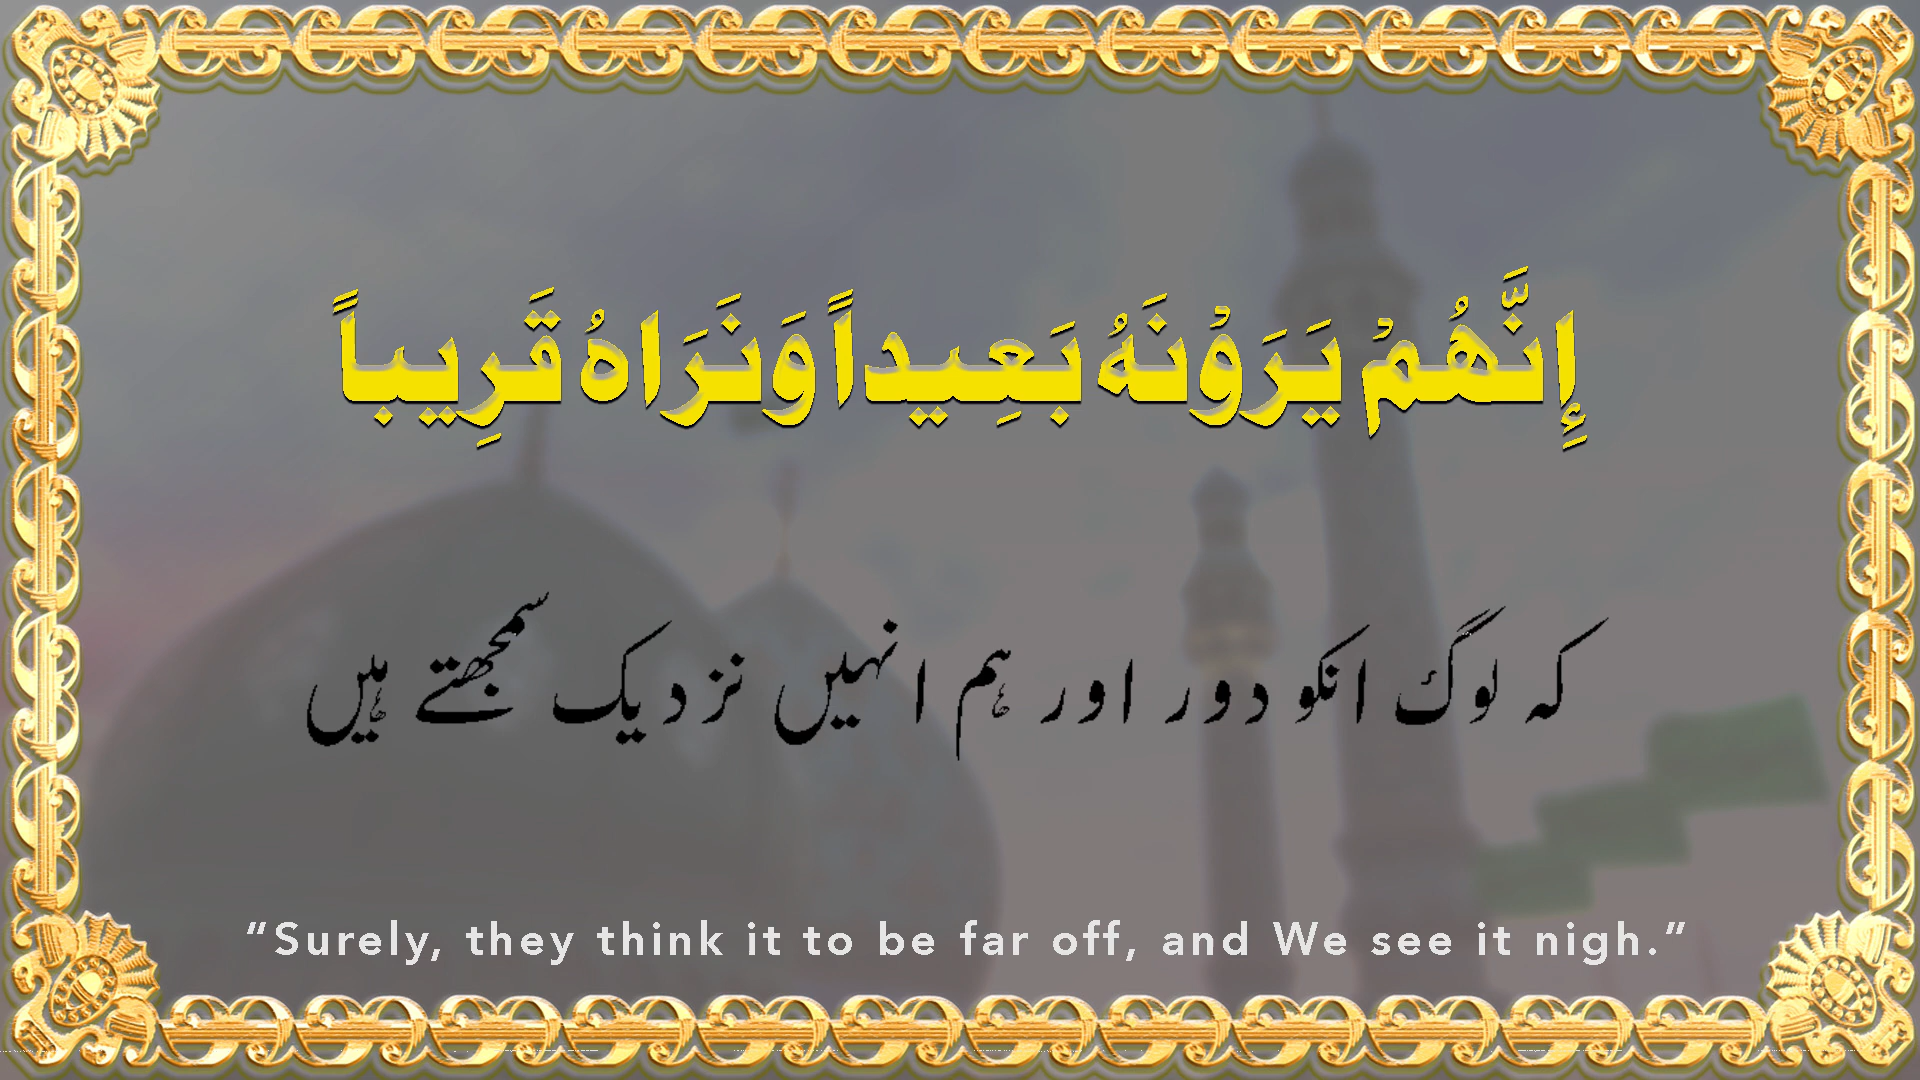 إِنَّهُمْ يَرَوْنَهُ بَعِيداً وَنَرَاهُ قَرِيباً
کہ لوگ انکو دور اور ہم انہیں نزدیک سمجھتے ہیں
“Surely, they think it to be far off, and We see it nigh.”